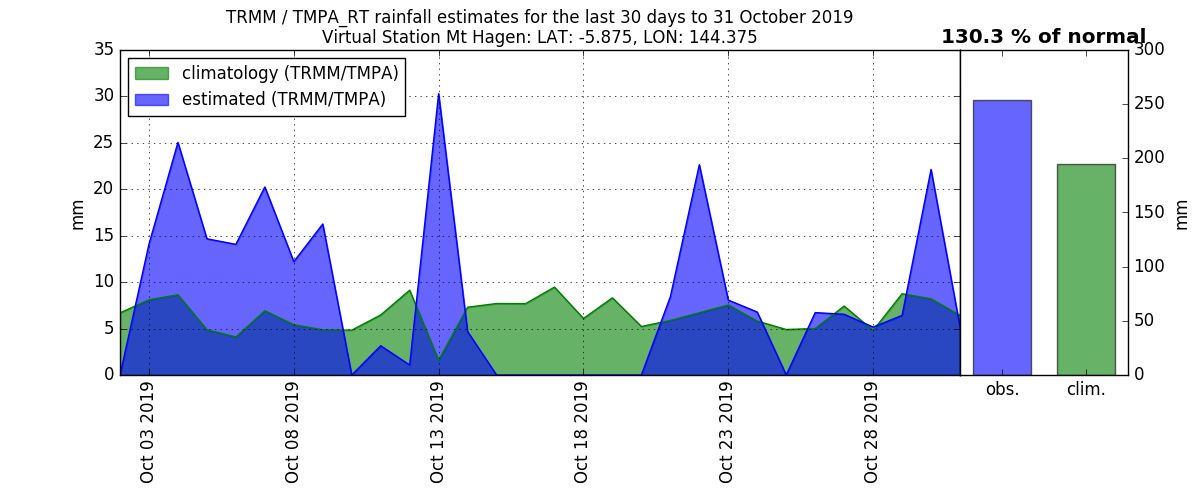 TRMM / TMPA_RT rainfall estimates for the last 30 days to 31 October 2019
Virtual Station Mt Hagen: LAT: -5.875, LON: 144.375
130.3 % of normal
climatology (TRMM/TMPA)
estimated (TRMM/TMPA)
mm
35
30
25
20
15
10
5
0
Oct 03 2019
Oct 08 2019
Oct 13 2019
Oct 18 2019
Oct 23 2019
Oct 28 2019
obs.
clim.
300
250
200
150
100
50
0
mm